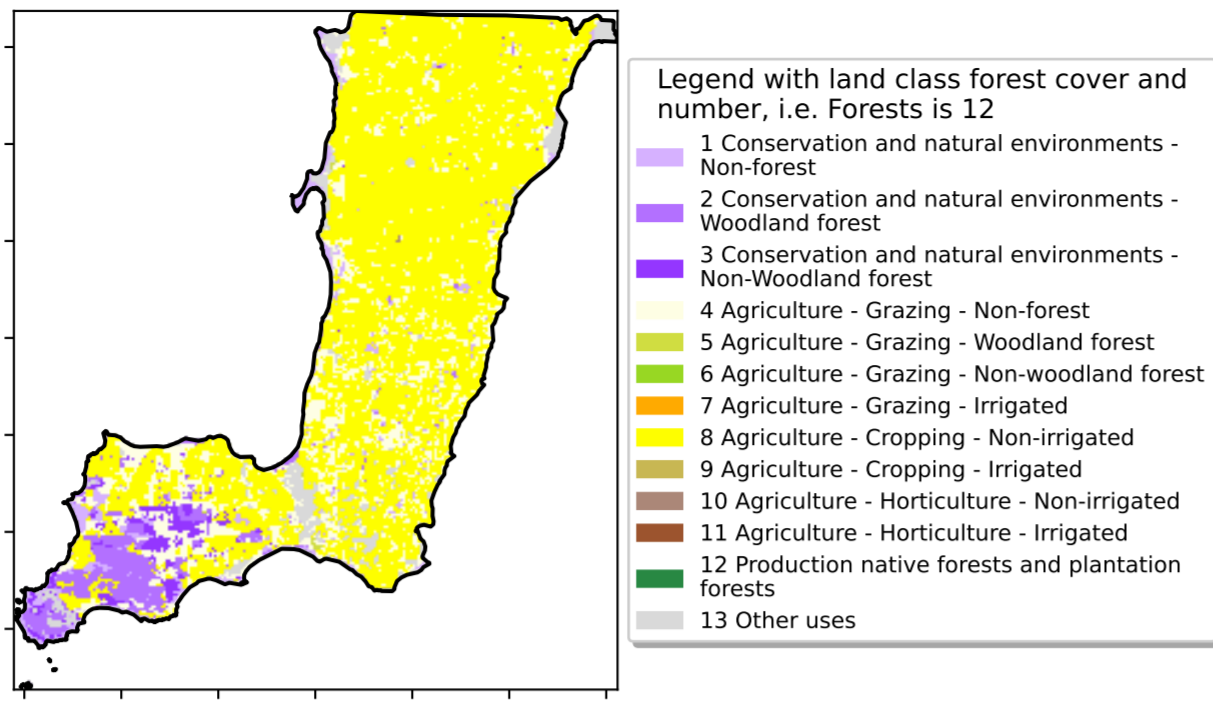 Legend with land class forest cover and
number, i.e. Forests is 12
1 Conservation and natural environments -
Non-forest
2 Conservation and natural environments -
Woodland forest
3 Conservation and natural environments -
Non-Woodland forest
4 Agriculture - Grazing - Non-forest
5 Agriculture - Grazing - Woodland forest
6 Agriculture - Grazing - Non-woodland forest
7 Agriculture - Grazing - Irrigated
8 Agriculture - Cropping - Non-irrigated
9 Agriculture - Cropping - Irrigated
10 Agriculture - Horticulture - Non-irrigated
11 Agriculture - Horticulture - Irrigated
12 Production native forests and plantation
forests
13 Other uses